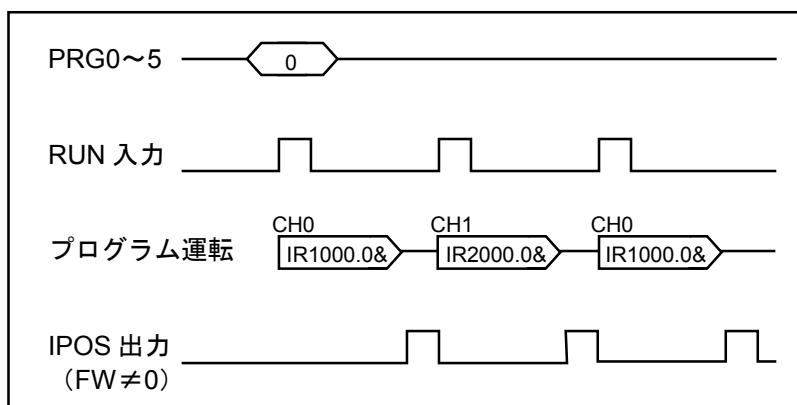 PRG0～5
0
RUN 入力
プログラム運転
CH0
CH1
CH0
IR1000.0&
IR2000.0&
IR1000.0&
IPOS 出力
（FW≠0）